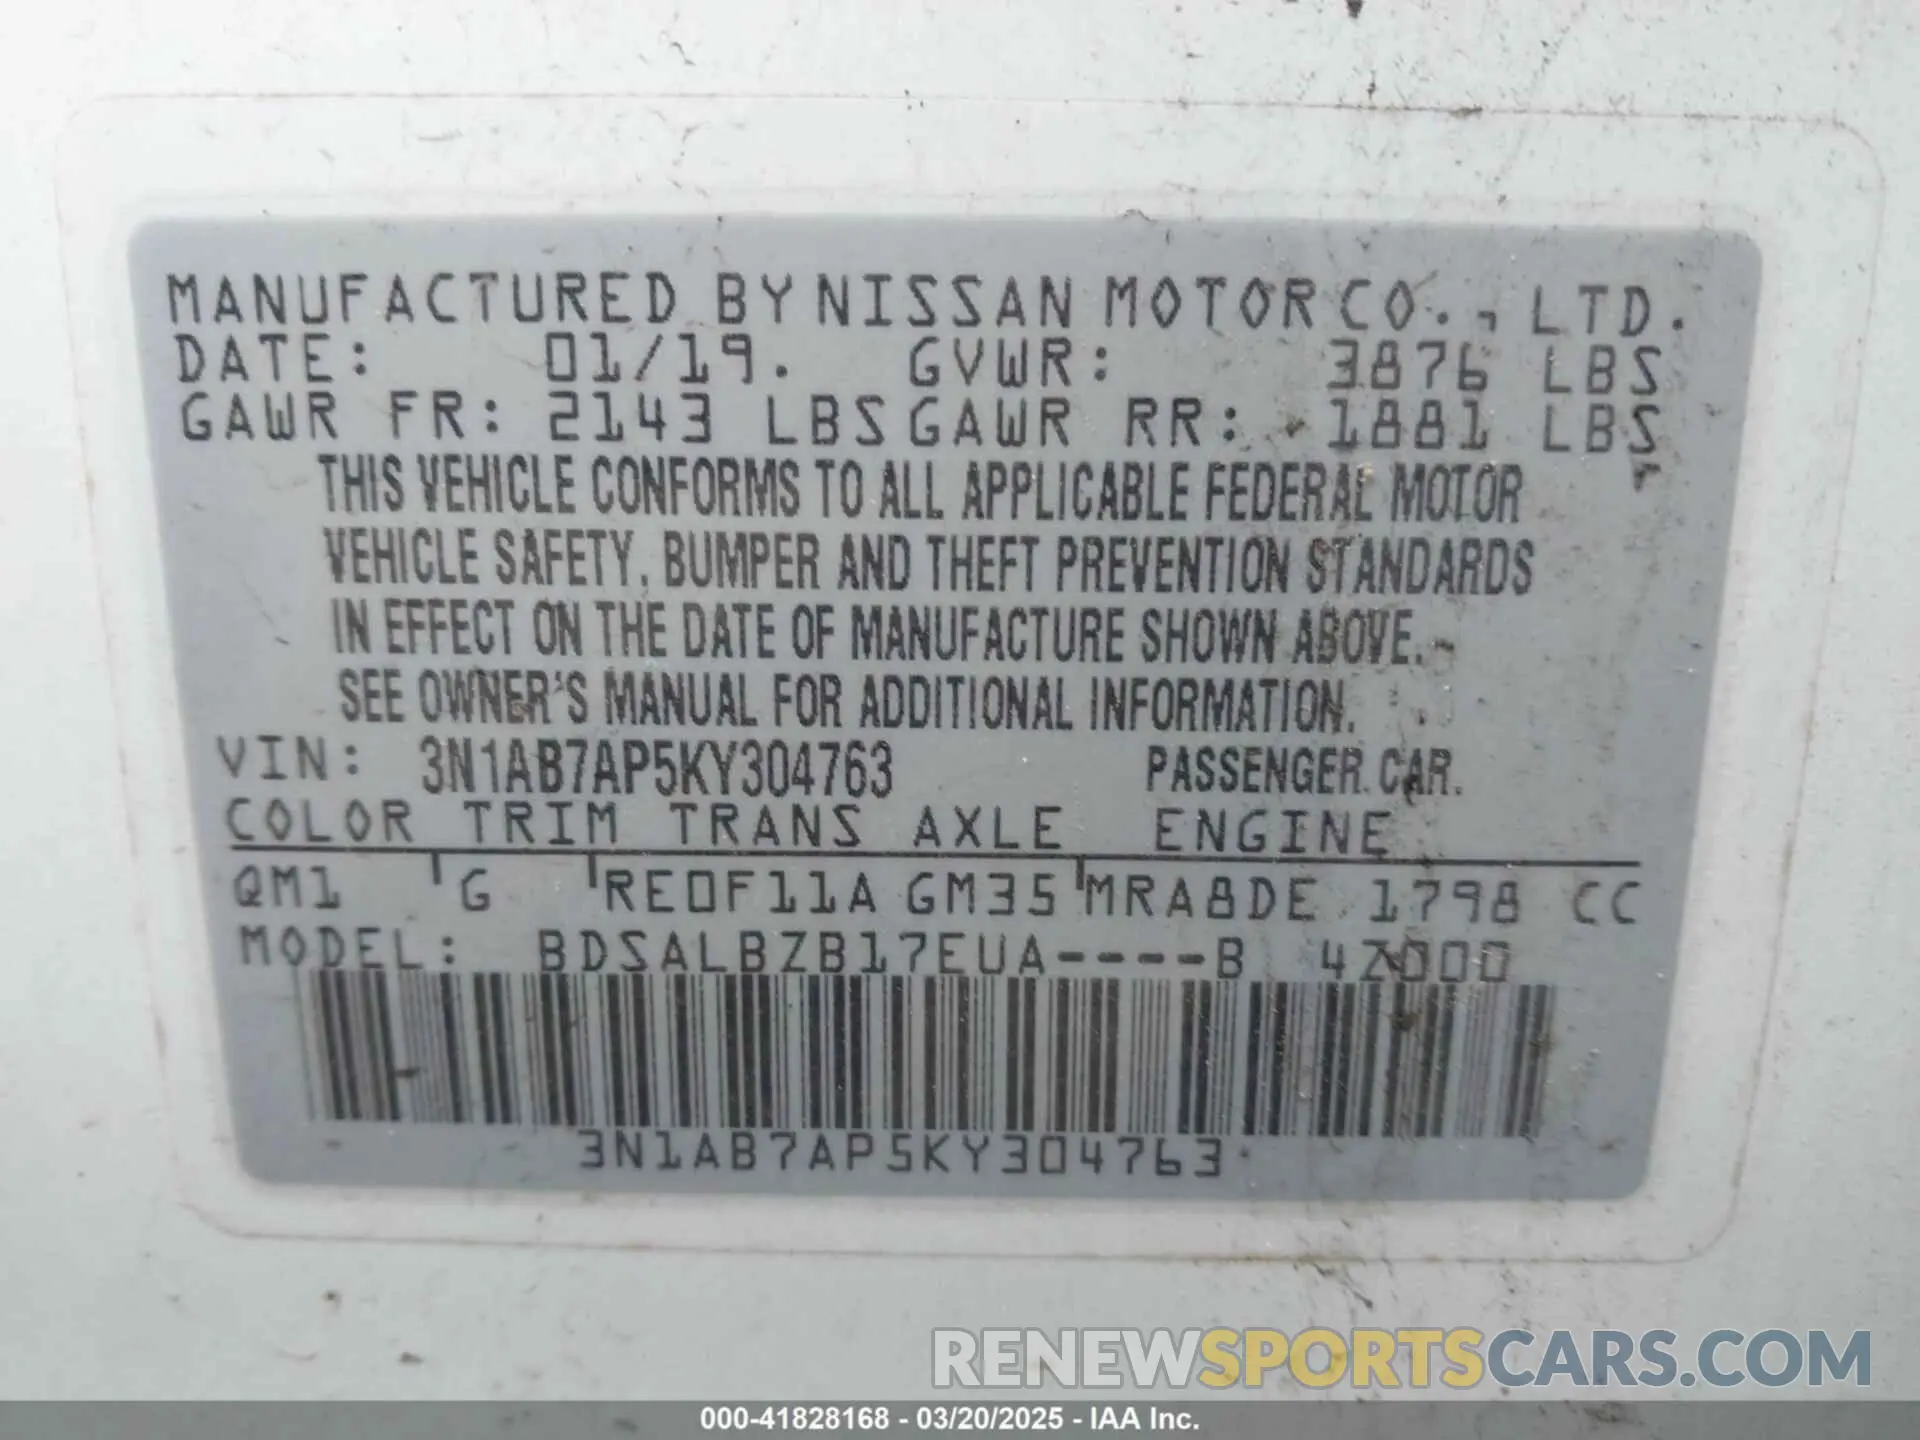 MANUFACTURED BY NISSAN MOTOR CO., LTD.
DATE: 01/19. GVWR: 3876 LBS
GAWR FR: 2143 LBS GAWR RR: 1881 LBS
THIS VEHICLE CONFORMS TO ALL APPLICABLE FEDERAL MOTOR
VEHICLE SAFETY, BUMPER AND THEFT PREVENTION STANDARDS
IN EFFECT ON THE DATE OF MANUFACTURE SHOWN ABOVE.
SEE OWNER'S MANUAL FOR ADDITIONAL INFORMATION.
VIN: 3N1AB7AP5KY304763 PASSENGER CAR.
COLOR TRIM TRANS AXLE ENGINE
QM1 G RE0F11A GM35 MRA8DE 1798 CC
MODEL: BDSALBZB17EUA----B 42000
3N1AB7AP5KY304763
RENEWSPORTSCARS.COM
000-41828168 - 03/20/2025 - IAA Inc.